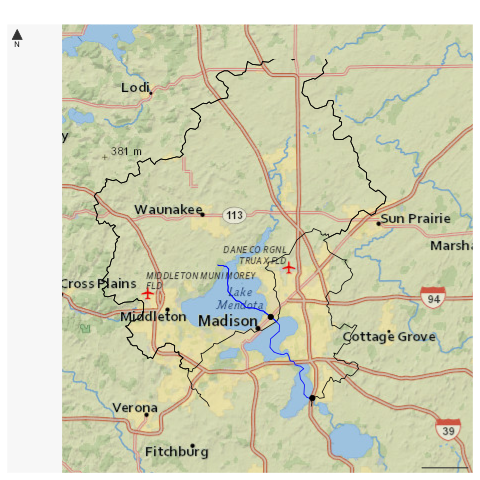 N
Lodi
y
381 m
Waunakee
113
Sun Prairie
DANE CO RGNL
TRUAX FLD
Marsha
Cross Plains
MIDDLETON MUNI MOREY
FLD
Lake
Mendota
94
Middleton
Madison
Cottage Grove
Verona
39
Fitchburg